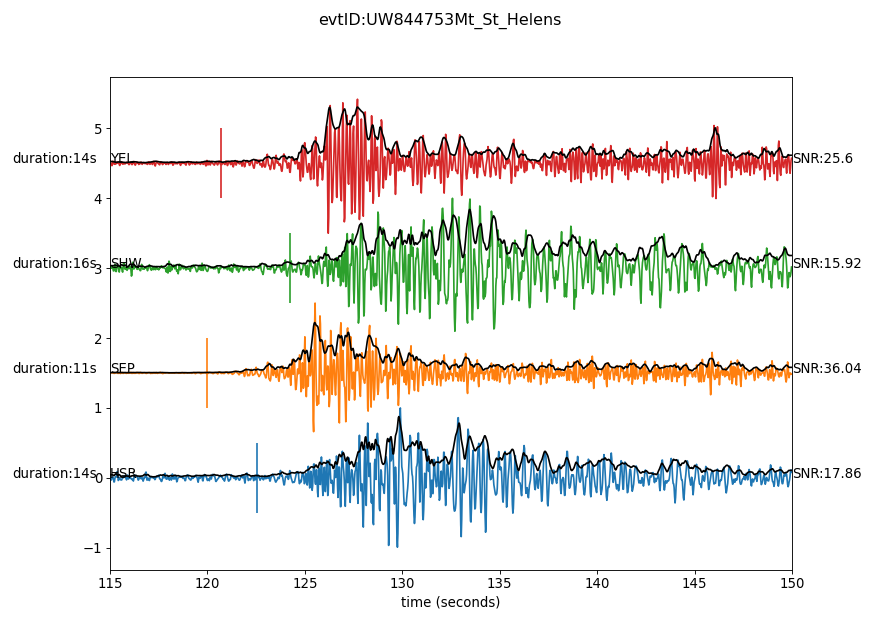 evtID:UW844753Mt_St_Helens
5
duration:14s YEL SNR:25.6
4
duration:16s SHW SNR:15.92
3
2
duration:11s SEP SNR:36.04
1
duration:14s HSR SNR:17.86
0
−1
115 120 125 130 135 140 145 150
time (seconds)